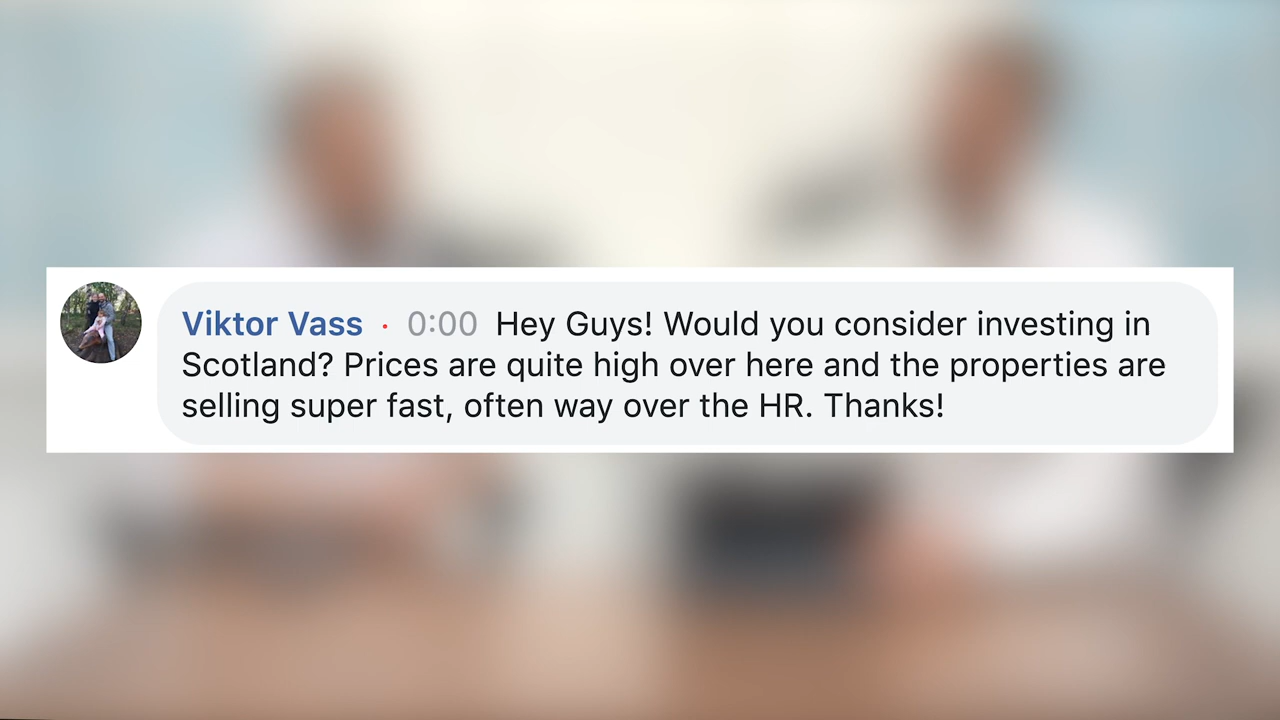 Viktor Vass · 0:00 Hey Guys! Would you consider investing in
Scotland? Prices are quite high over here and the properties are
selling super fast, often way over the HR. Thanks!